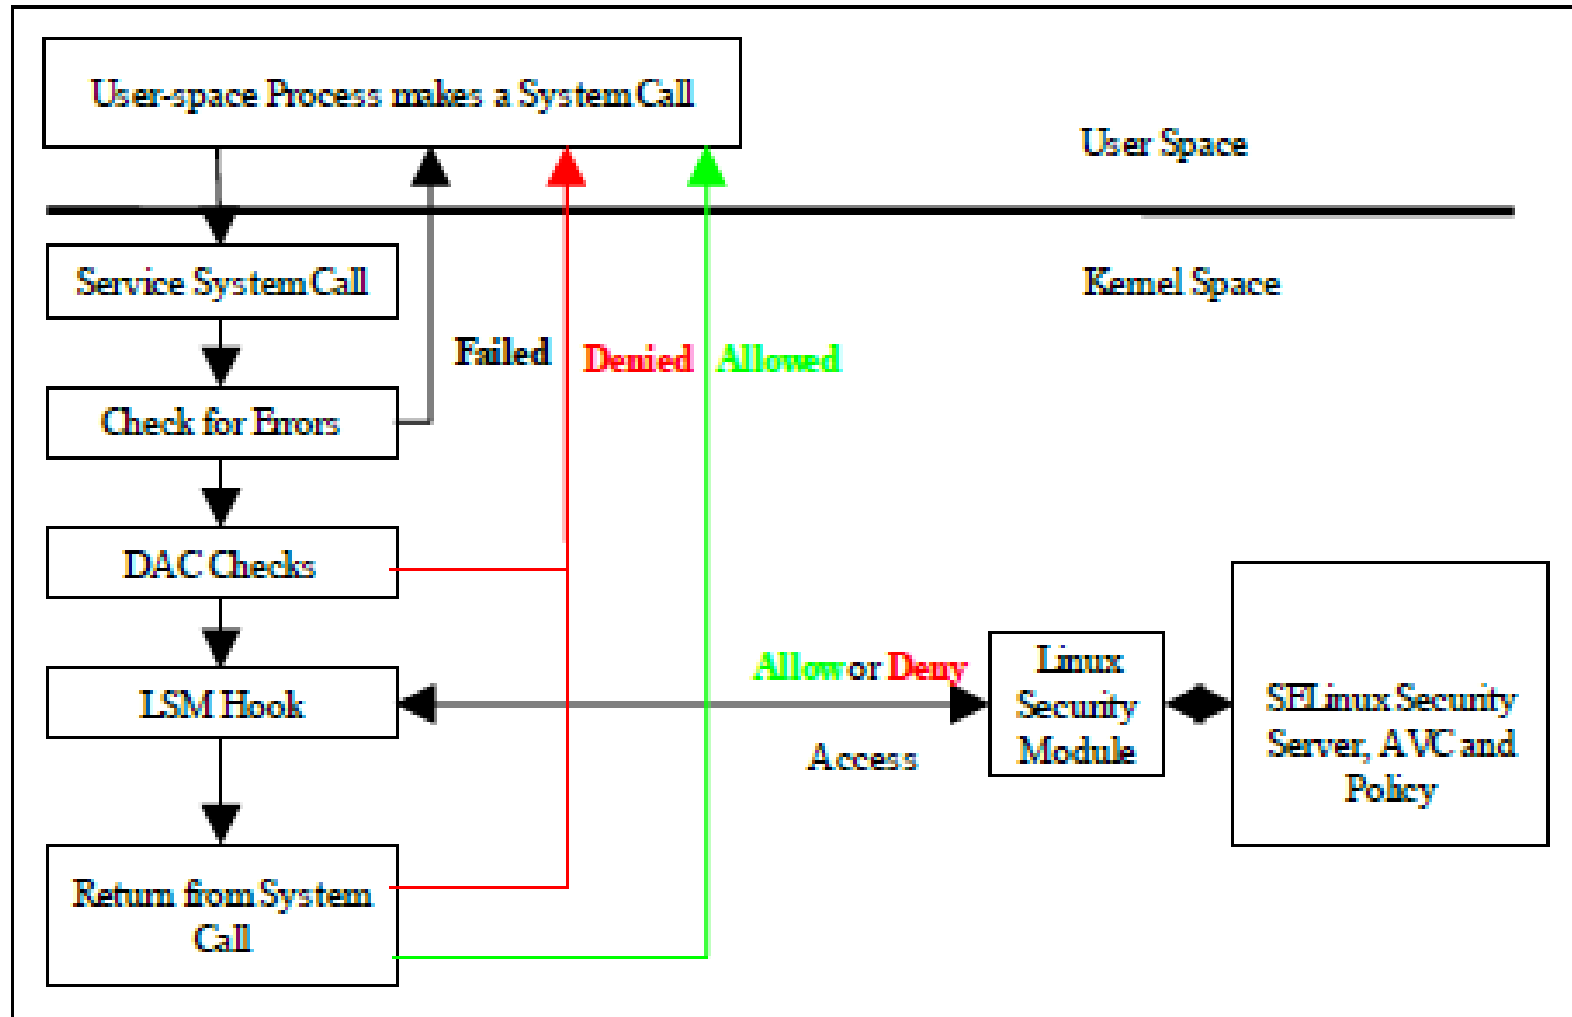 User-space Process makes a System Call
User Space
Service System Call
Kernel Space
Failed
Denied
Allowed
Check for Errors
DAC Checks
LSM Hook
Allow or Deny
Access
Linux
Security
Module
SELinux Security
Server, AVC and
Policy
Return from System
Call